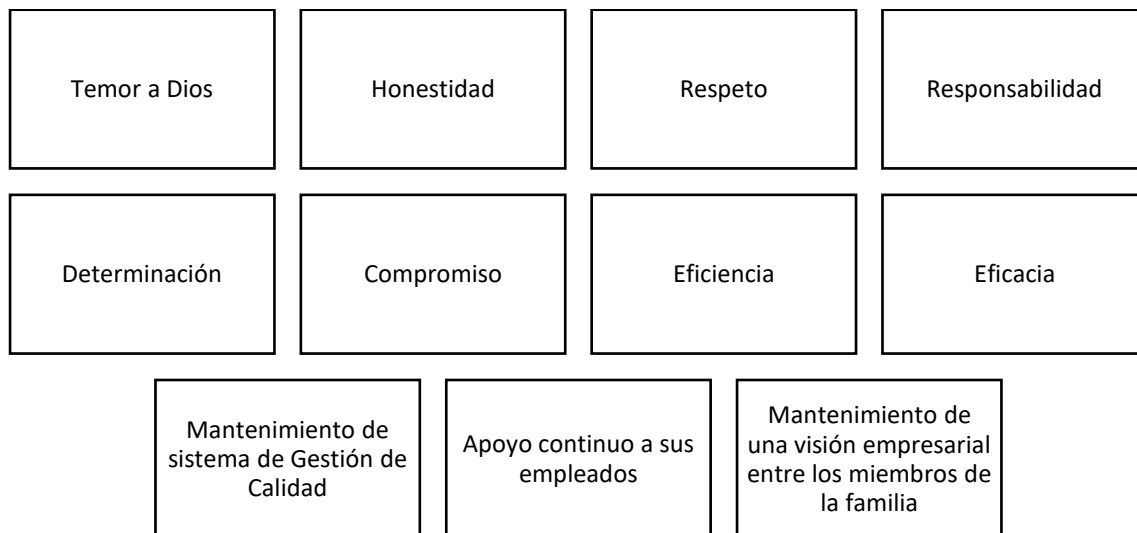 Temor a Dios
Honestidad
Respeto
Responsabilidad
Determinación
Compromiso
Eficiencia
Eficacia
Mantenimiento de
sistema de Gestión de
Calidad
Apoyo continuo a sus
empleados
Mantenimiento de
una visión empresarial
entre los miembros de
la familia